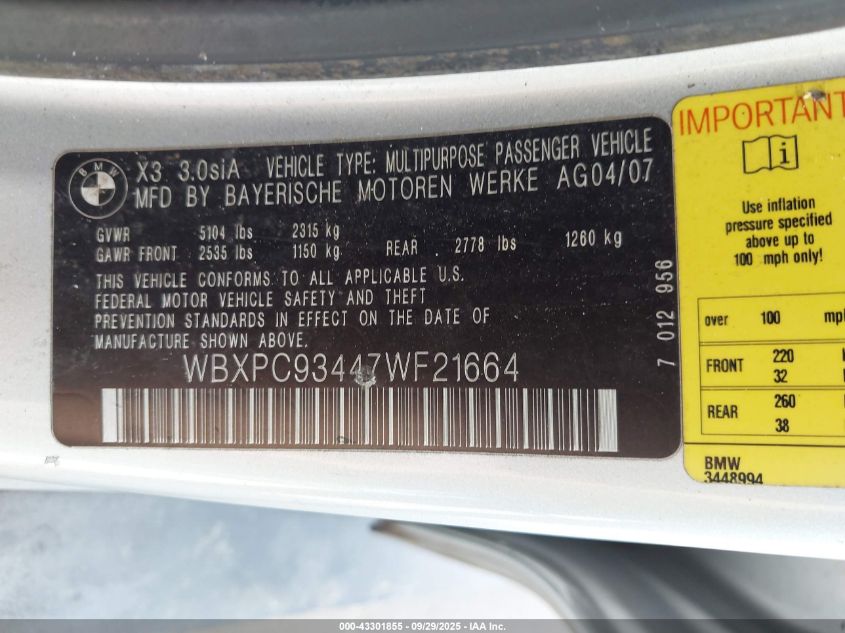 BMW
X3 3.0siA VEHICLE TYPE: MULTIPURPOSE PASSENGER VEHICLE
MFD BY BAYERISCHE MOTOREN WERKE AG04/07
GVWR 5104 lbs 2315 kg
GAWR FRONT 2535 lbs 1150 kg REAR 2778 lbs 1260 kg
THIS VEHICLE CONFORMS TO ALL APPLICABLE U.S.
FEDERAL MOTOR VEHICLE SAFETY AND THEFT
PREVENTION STANDARDS IN EFFECT ON THE DATE OF
MANUFACTURE SHOWN ABOVE.
WBXPC93447WF21664
7 012 956
IMPORTANT
Use inflation
pressure specified
above up to
100 mph only!
over 100 mp
FRONT 220
32
REAR 260
38
BMW
3448994
000-43301855 - 09/29/2025 - IAA Inc.